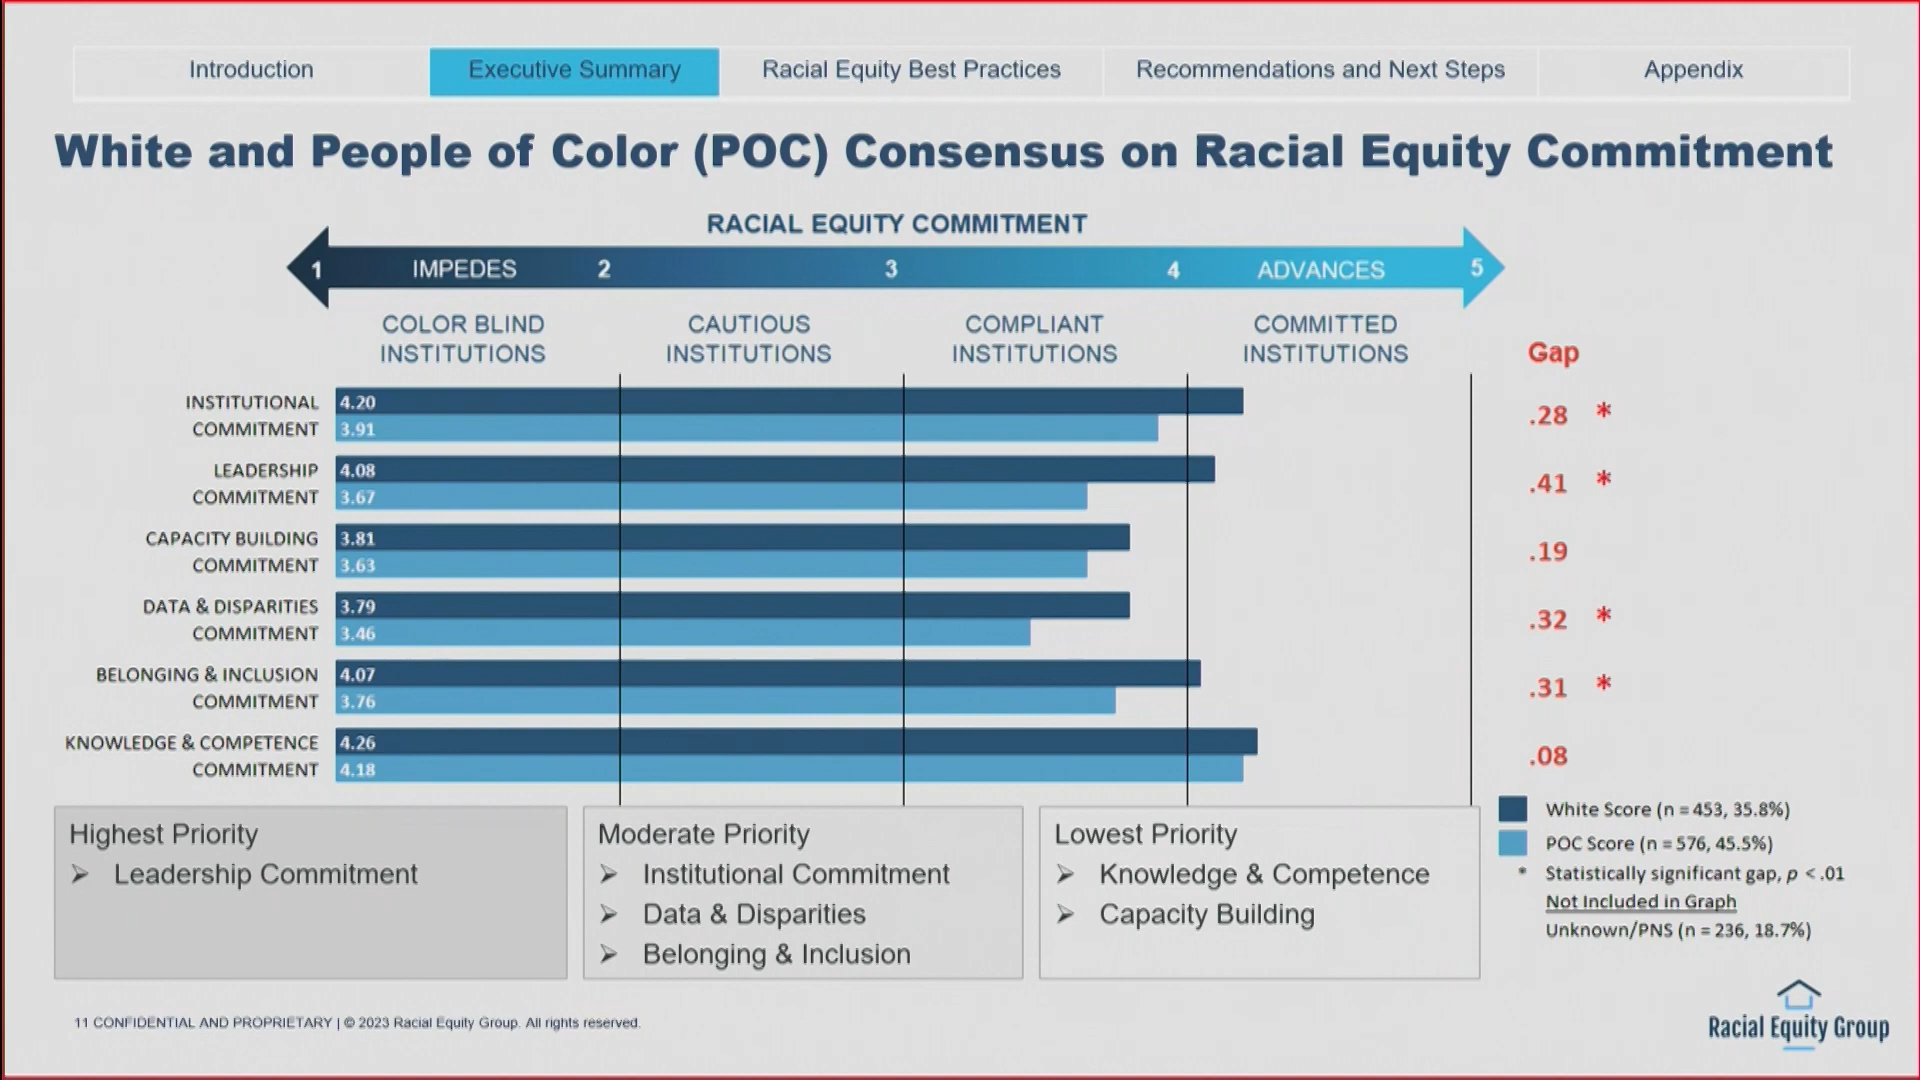 Introduction
Executive Summary
Racial Equity Best Practices
Recommendations and Next Steps
Appendix
White and People of Color (POC) Consensus on Racial Equity Commitment
RACIAL EQUITY COMMITMENT
1 IMPEDES 2 3 4 ADVANCES 5
COLOR BLIND
INSTITUTIONS
CAUTIOUS
INSTITUTIONS
COMPLIANT
INSTITUTIONS
COMMITTED
INSTITUTIONS
Gap
INSTITUTIONAL
COMMITMENT
4.20
3.91
.28 *
LEADERSHIP
COMMITMENT
4.08
3.67
.41 *
CAPACITY BUILDING
COMMITMENT
3.81
3.63
.19
DATA & DISPARITIES
COMMITMENT
3.79
3.46
.32 *
BELONGING & INCLUSION
COMMITMENT
4.07
3.76
.31 *
KNOWLEDGE & COMPETENCE
COMMITMENT
4.26
4.18
.08
Highest Priority
➢ Leadership Commitment
Moderate Priority
➢ Institutional Commitment
➢ Data & Disparities
➢ Belonging & Inclusion
Lowest Priority
➢ Knowledge & Competence
➢ Capacity Building
White Score (n = 453, 35.8%)
POC Score (n = 576, 45.5%)
* Statistically significant gap, p < .01
Not Included in Graph
Unknown/PNS (n = 236, 18.7%)
11 CONFIDENTIAL AND PROPRIETARY | © 2023 Racial Equity Group. All rights reserved.
Racial Equity Group